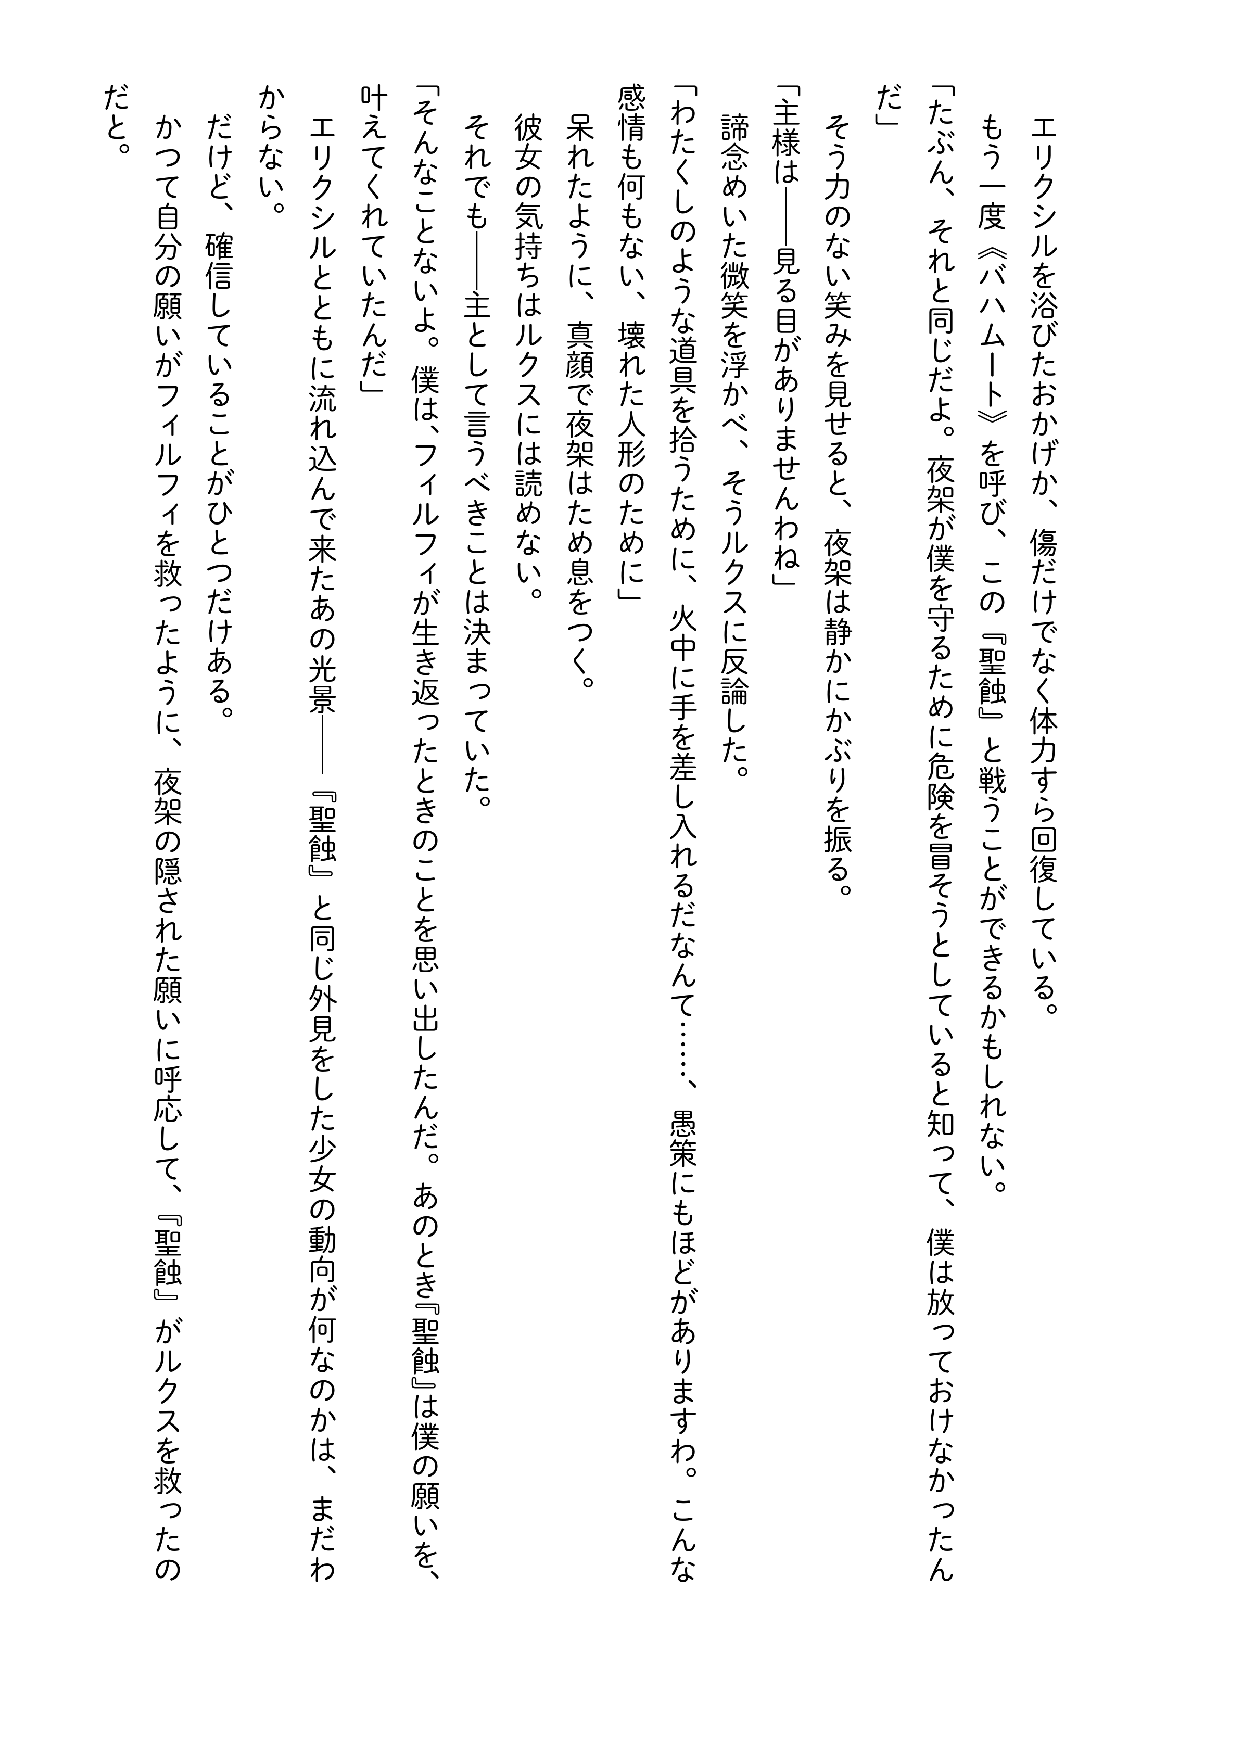 エリクシルを浴びたおかげか、傷だけでなく体力すら回復している。
　もう一度《バハムート》を呼び、この『聖蝕』と戦うことができるかもしれない。
「たぶん、それと同じだよ。夜架が僕を守るために危険を冒そうとしていると知って、僕は放っておけなかったん
だ」
　そう力のない笑みを見せると、夜架は静かにかぶりを振る。
「主様は――見る目がありませんわね」
　諦念めいた微笑を浮かべ、そうルクスに反論した。
「わたくしのような道具を拾うために、火中に手を差し入れるだなんて……、愚策にもほどがありますわ。こんな
感情も何もない、壊れた人形のために」
　呆れたように、真顔で夜架はため息をつく。
　彼女の気持ちはルクスには読めない。
　それでも――主として言うべきことは決まっていた。
「そんなことないよ。僕は、フィルフィが生き返ったときのことを思い出したんだ。あのとき『聖蝕』は僕の願いを、
叶えてくれていたんだ」
　エリクシルとともに流れ込んで来たあの光景――『聖蝕』と同じ外見をした少女の動向が何なのかは、まだわ
からない。
　だけど、確信していることがひとつだけある。
　かつて自分の願いがフィルフィを救ったように、夜架の隠された願いに呼応して、『聖蝕』がルクスを救ったの
だと。